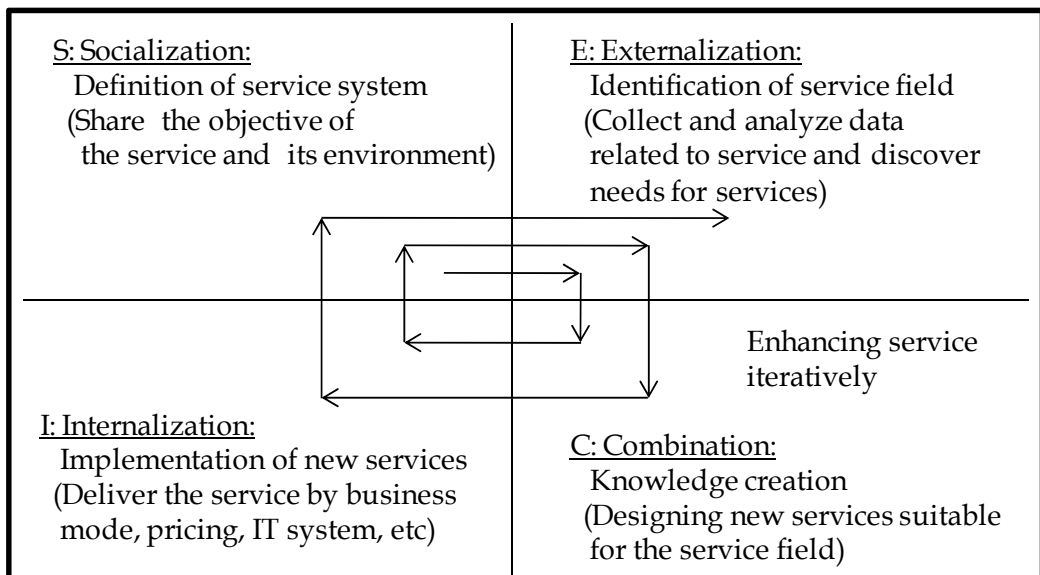 S: Socialization:
Definition of service system
(Share the objective of
the service and its environment)
E: Externalization:
Identification of service field
(Collect and analyze data
related to service and discover
needs for services)
Enhancing service
iteratively
I: Internalization:
Implementation of new services
(Deliver the service by business
mode, pricing, IT system, etc)
C: Combination:
Knowledge creation
(Designing new services suitable
for the service field)